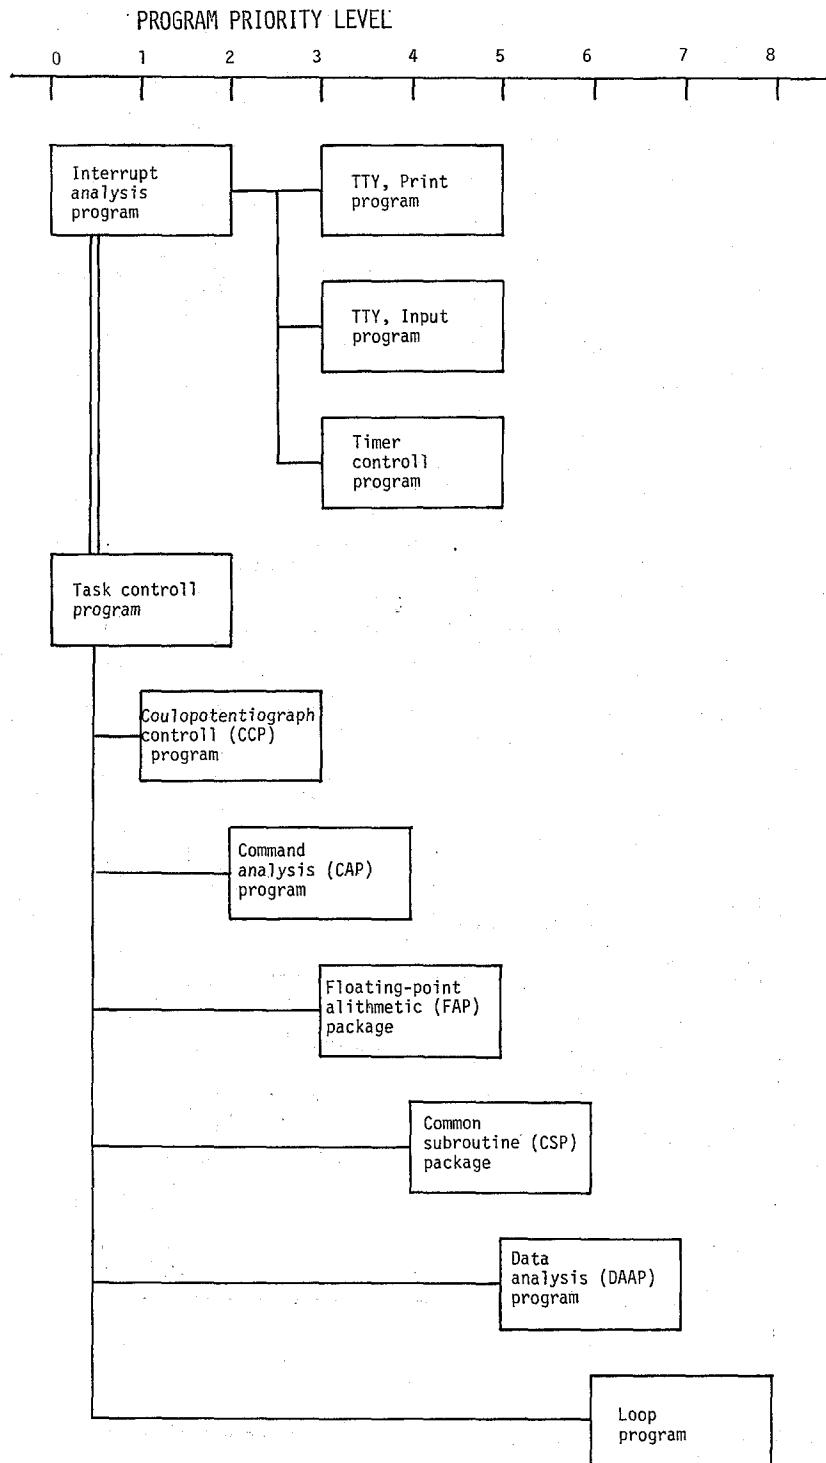 PROGRAM PRIORITY LEVEL
0 1 2 3 4 5 6 7 8
Interrupt
analysis
program
TTY, Print
program
TTY, Input
program
Timer
controll
program
Task controll
program
Coulopotentiograph
controll (CCP)
program
Command
analysis (CAP)
program
Floating-point
alithmetic (FAP)
package
Common
subroutine (CSP)
package
Data
analysis (DAAP)
program
Loop
program